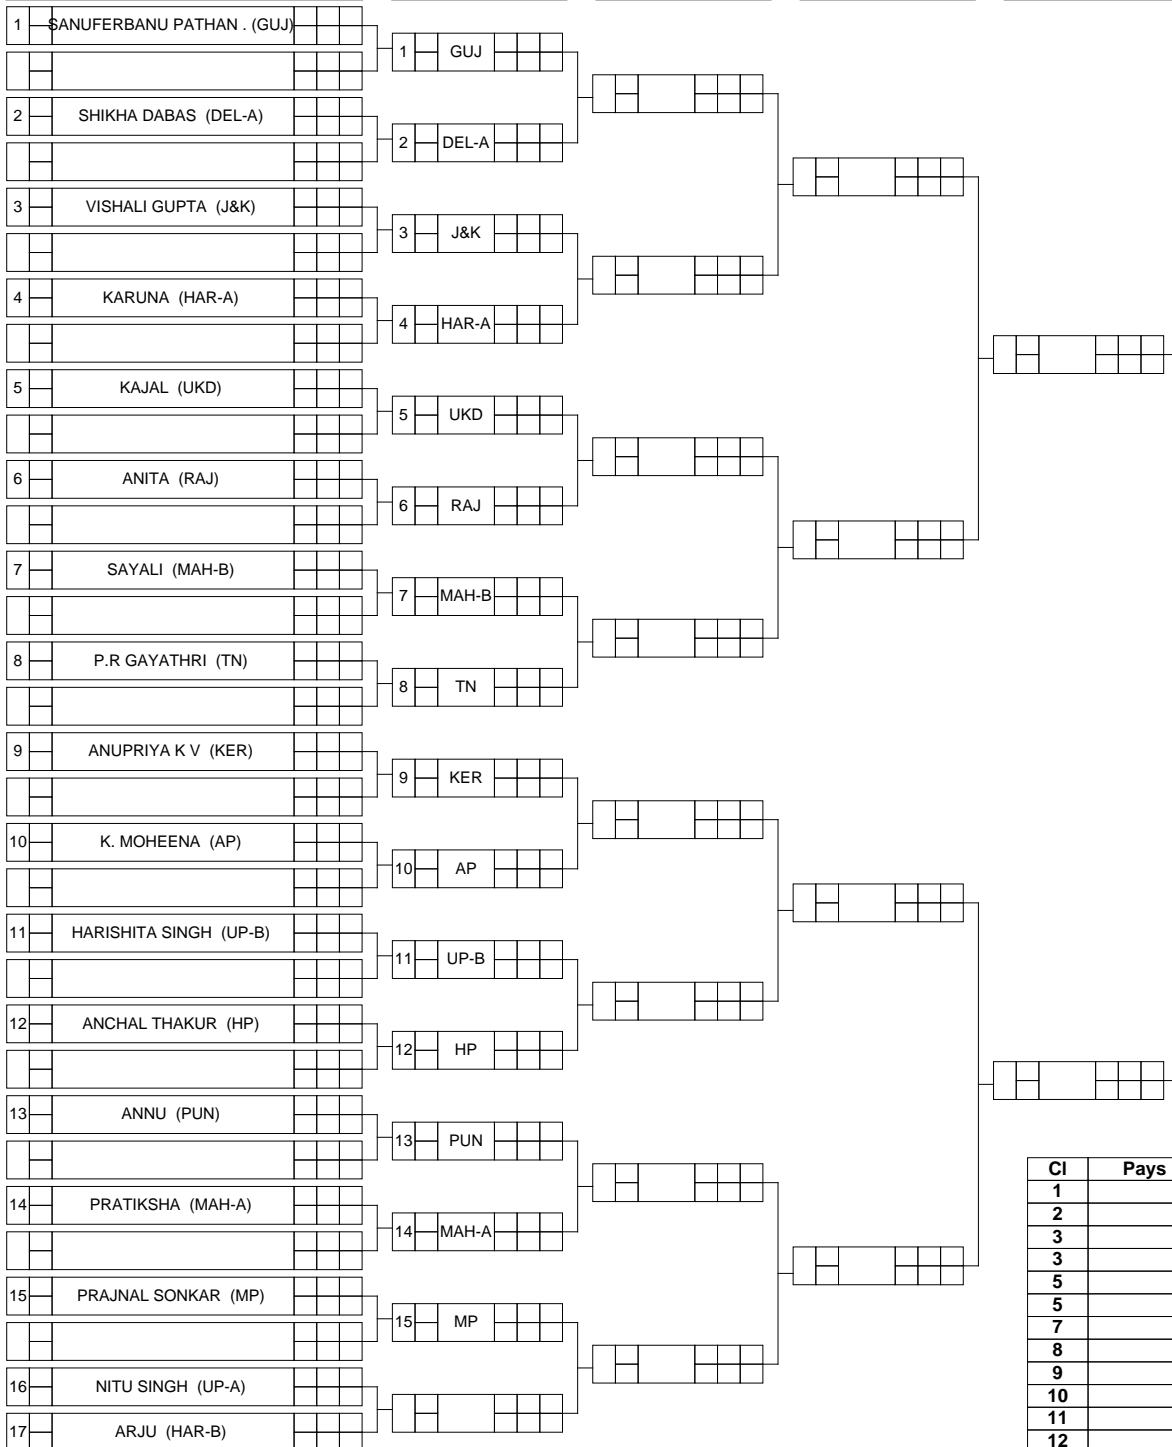 1 SANUFERBANU PATHAN . (GUJ)
2 SHIKHA DABAS (DEL-A)
3 VISHALI GUPTA (J&K)
4 KARUNA (HAR-A)
5 KAJAL (UKD)
6 ANITA (RAJ)
7 SAYALI (MAH-B)
8 P.R GAYATHRI (TN)
9 ANUPRIYA K V (KER)
10 K. MOHEENA (AP)
11 HARISHITA SINGH (UP-B)
12 ANCHAL THAKUR (HP)
13 ANNU (PUN)
14 PRATIKSHA (MAH-A)
15 PRAJNAL SONKAR (MP)
16 NITU SINGH (UP-A)
17 ARJU (HAR-B)
1 GUJ
2 DEL-A
3 J&K
4 HAR-A
5 UKD
6 RAJ
7 MAH-B
8 TN
9 KER
10 AP
11 UP-B
12 HP
13 PUN
14 MAH-A
15 MP
Cl Pays
1
2
3
3
5
5
7
8
9
10
11
12